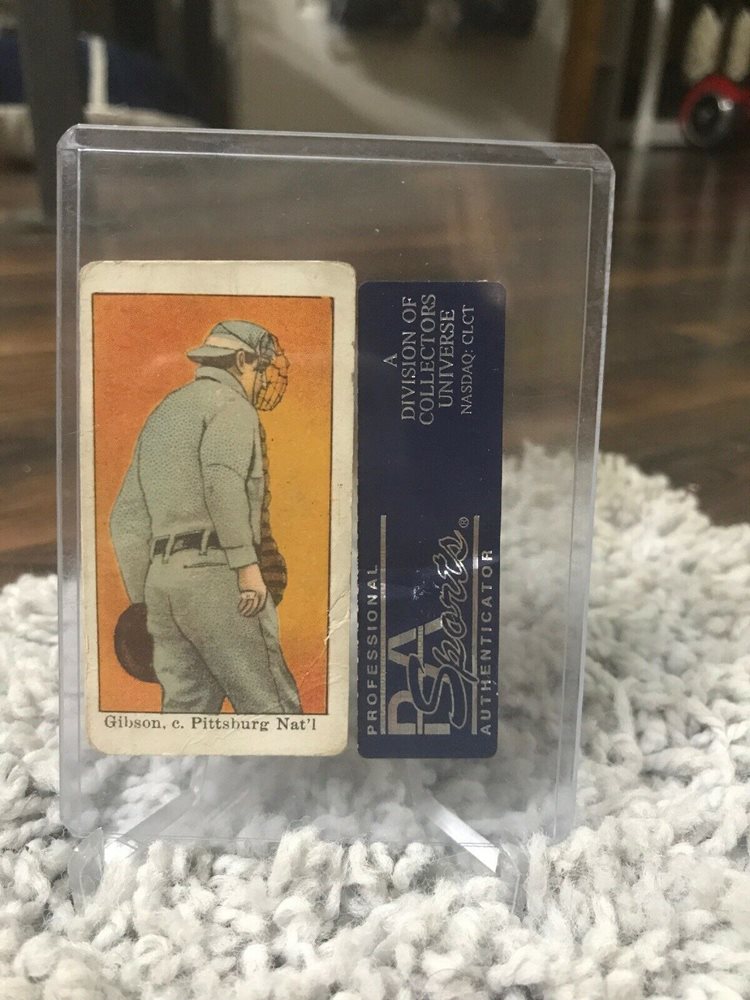 Gibson, c. Pittsburg Nat'l
A
DIVISION OF
COLLECTORS
UNIVERSE
NASDAQ: CLCT
PROFESSIONAL
PSA
Sports®
AUTHENTICATOR